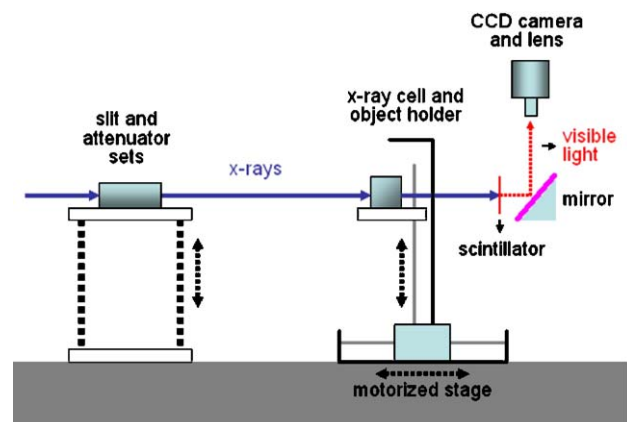 CCD camera
and lens
x-ray cell and
object holder
slit and
attenuator
sets
visible
light
x-rays
mirror
scintillator
motorized stage